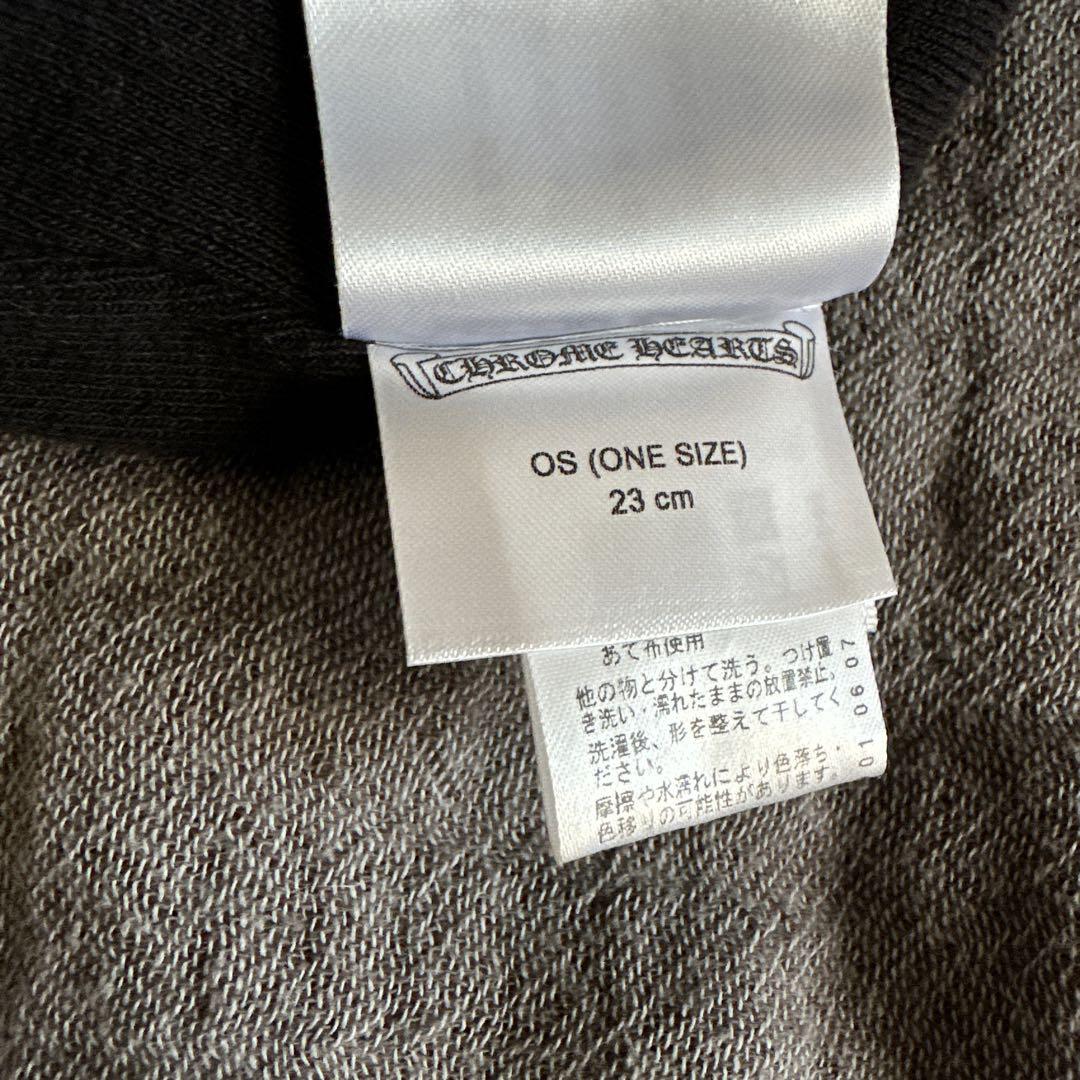 CHROME HEARTS
OS (ONE SIZE)
23 cm
あて布使用
他の物と分けて洗う。つけ置
き洗い・濡れたままの放置禁止。
洗濯後、形を整えて干してく
ださい。
摩擦や水濡れにより色落ち・
色移りの可能性があります。